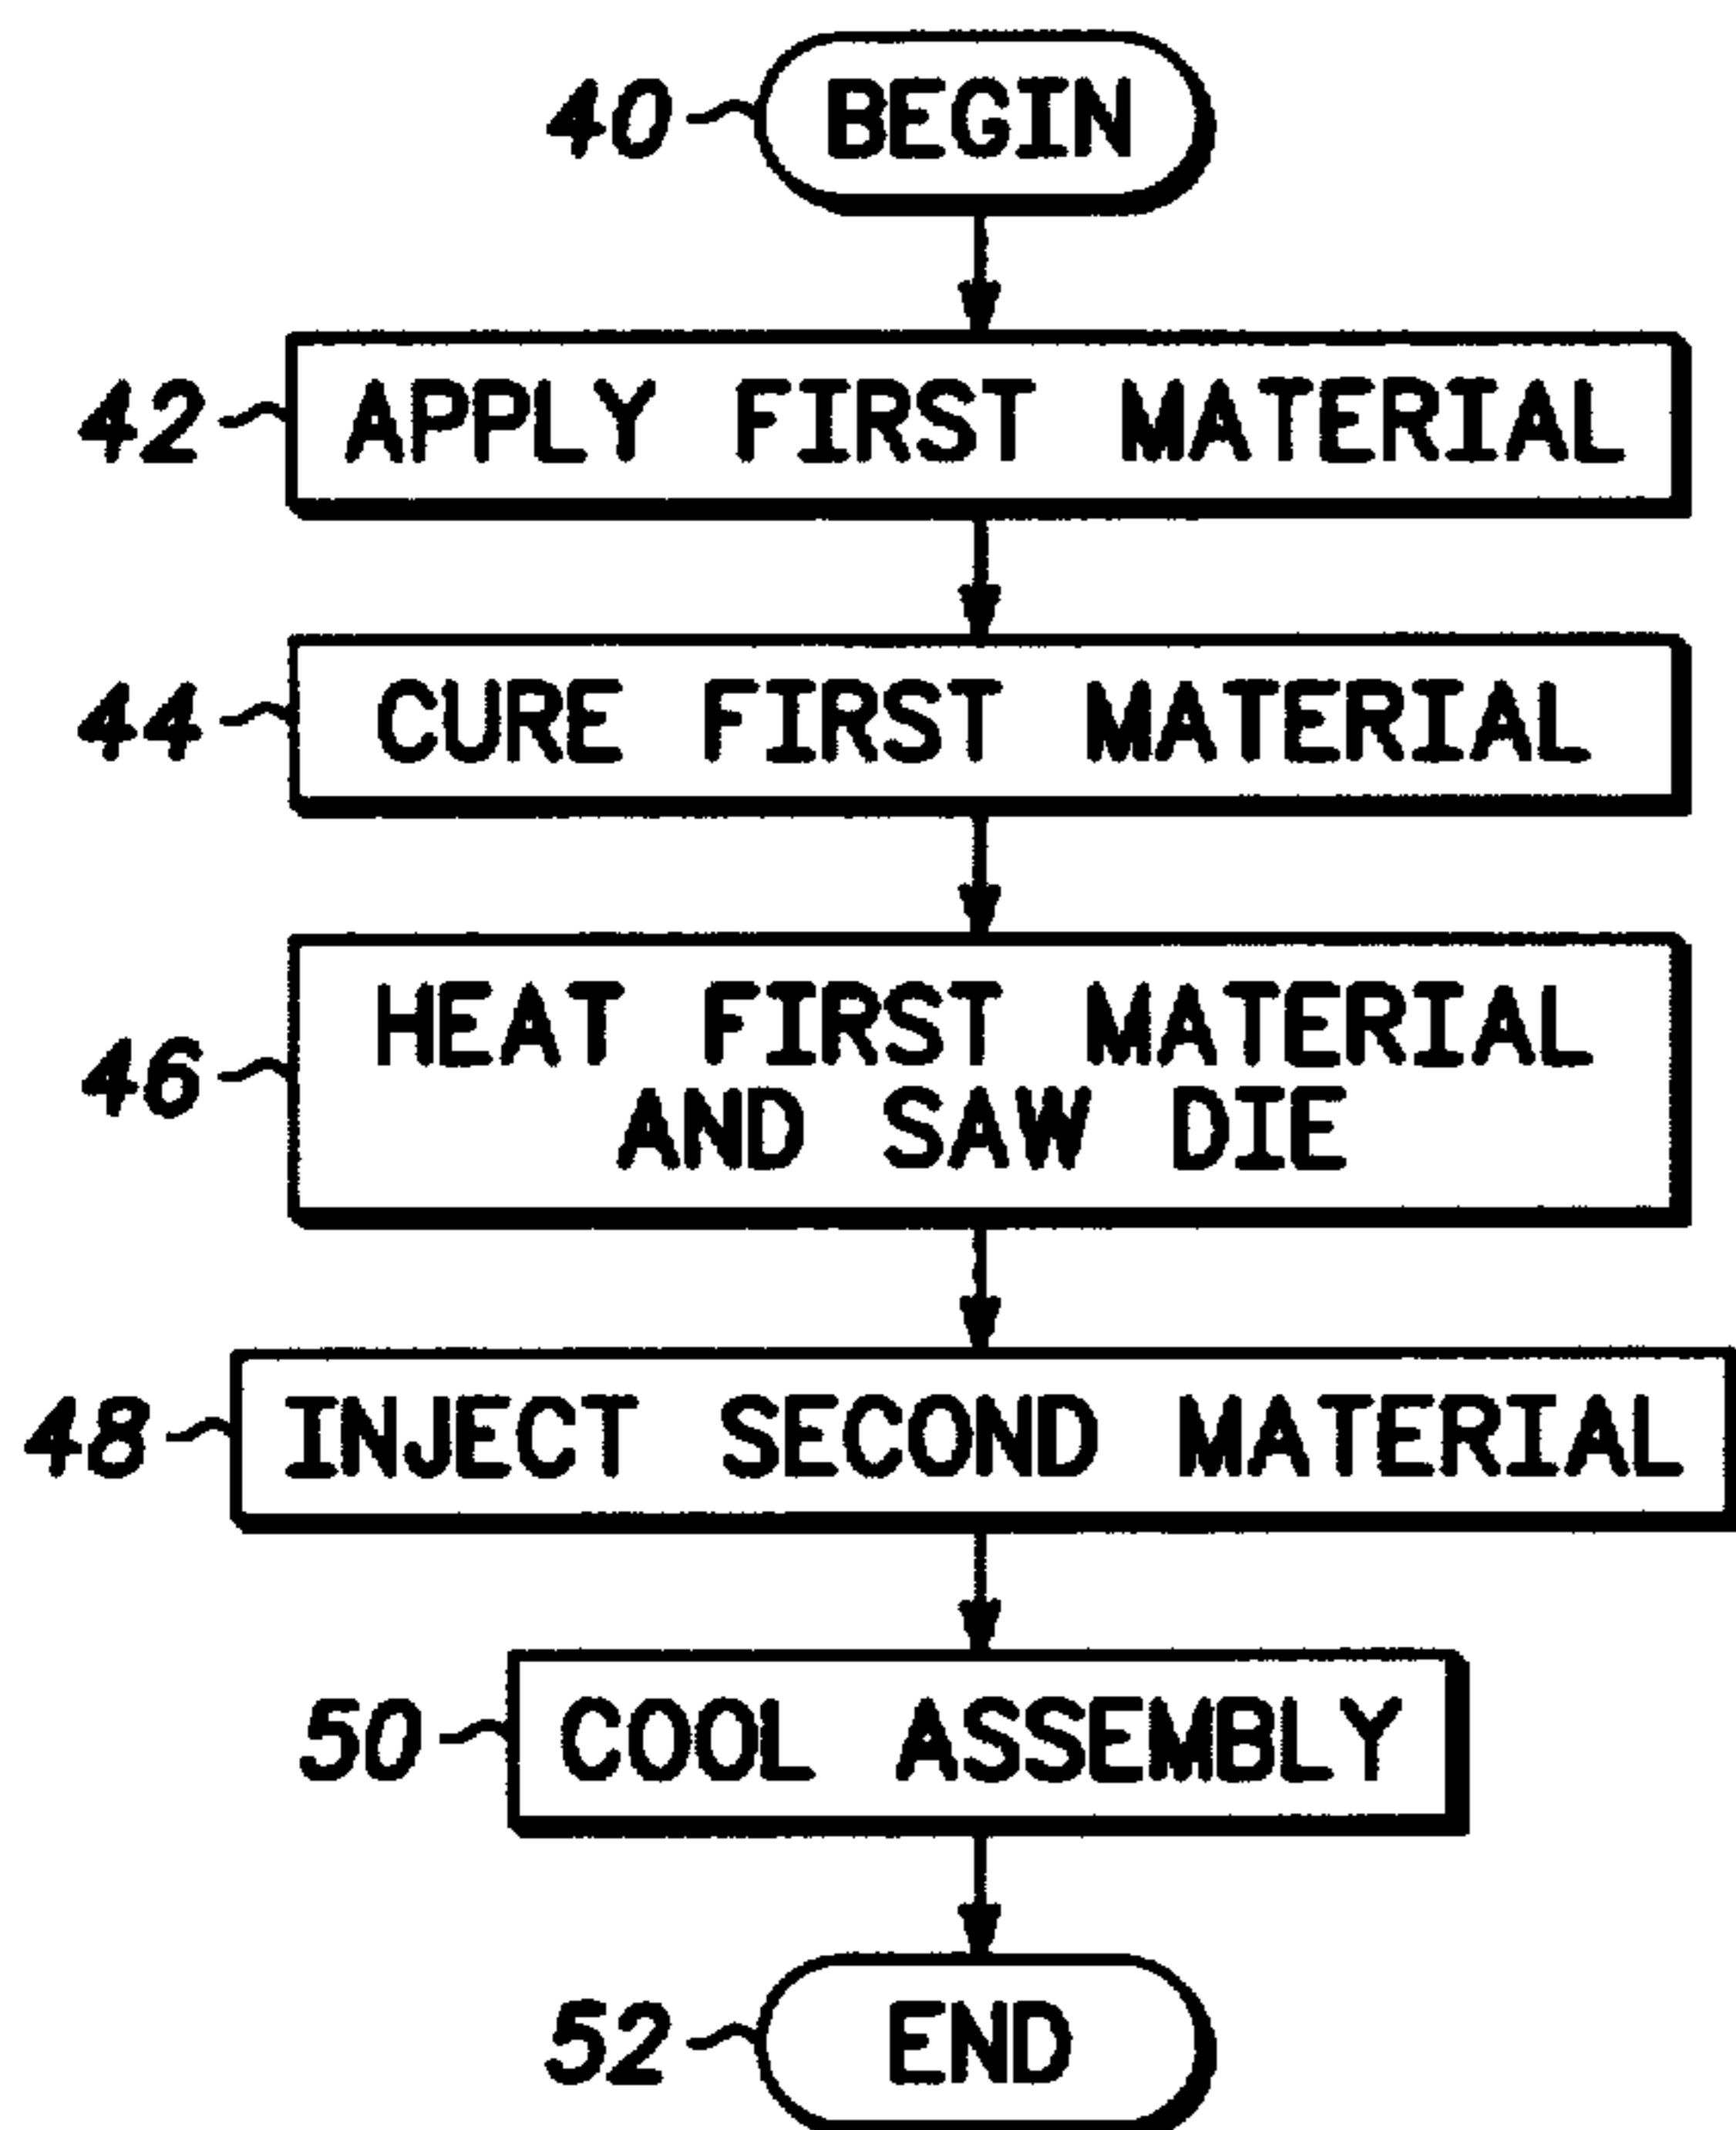 40 BEGIN
42 APPLY FIRST MATERIAL
44 CURE FIRST MATERIAL
46 HEAT FIRST MATERIAL
AND SAW DIE
48 INJECT SECOND MATERIAL
50 COOL ASSEMBLY
52 END